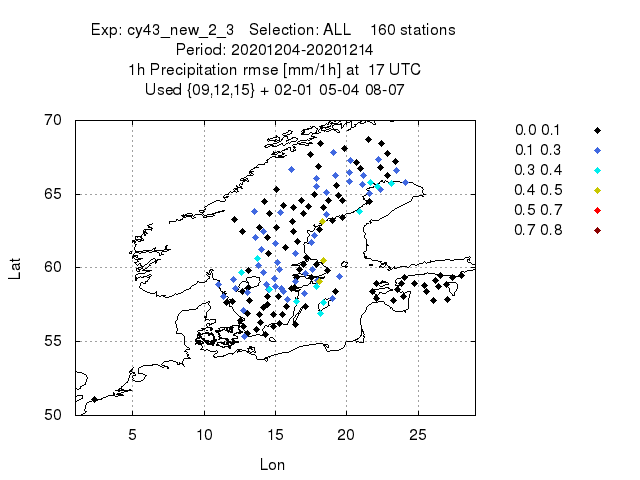 Exp: cy43_new_2_3 Selection: ALL 160 stations
Period: 20201204-20201214
1h Precipitation rmse [mm/1h] at 17 UTC
Used {09,12,15} + 02-01 05-04 08-07
70
65
60
55
50
Lat
5 10 15 20 25
Lon
0.0 0.1
0.1 0.3
0.3 0.4
0.4 0.5
0.5 0.7
0.7 0.8